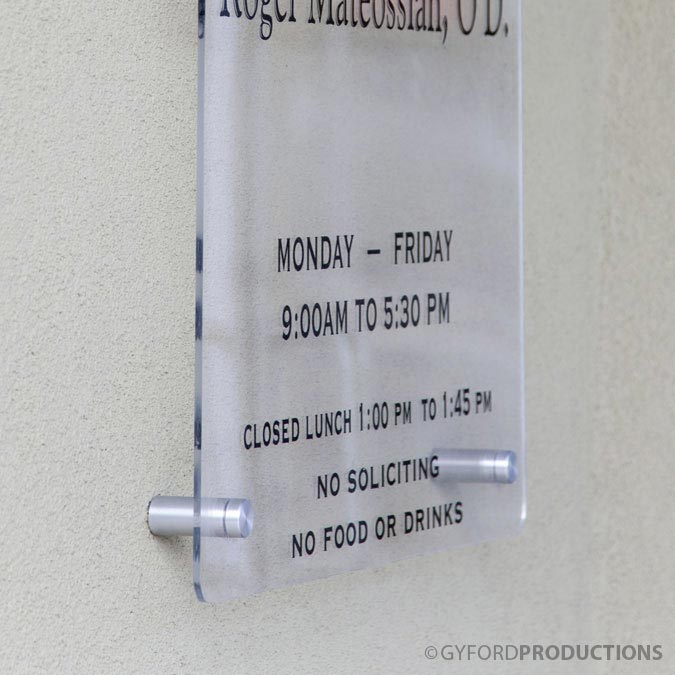 Roger Mateossian, O D.
MONDAY – FRIDAY
9:00AM TO 5:30 PM
CLOSED LUNCH 1:00 PM TO 1:45 PM
NO SOLICITING
NO FOOD OR DRINKS
©GYFORDPRODUCTIONS